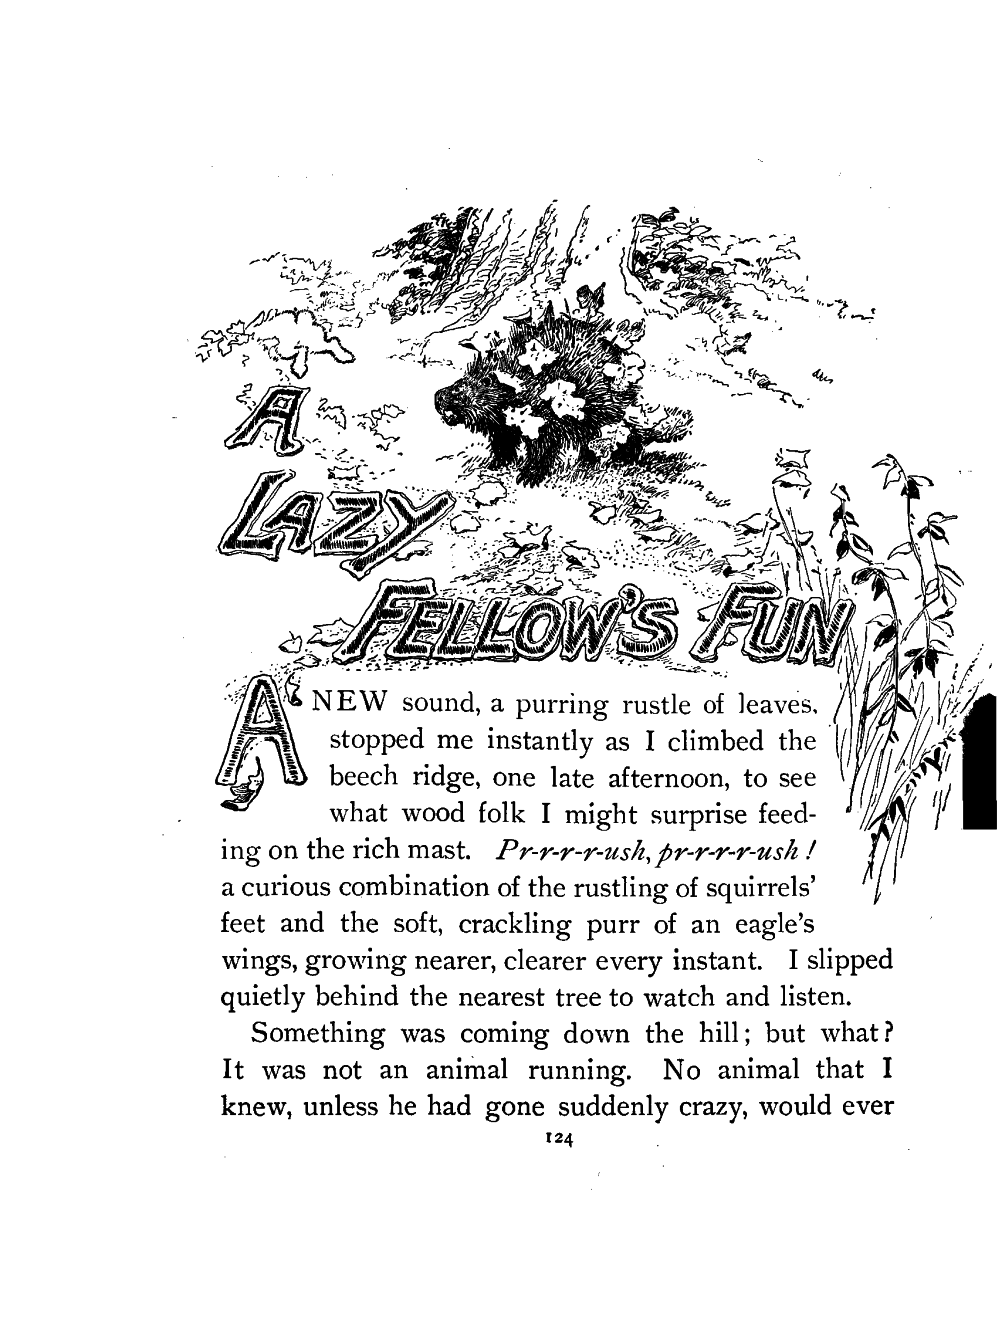 A
LAZY
FELLOW'S FUN
A NEW sound, a purring rustle of leaves,
stopped me instantly as I climbed the
beech ridge, one late afternoon, to see
what wood folk I might surprise feed-
ing on the rich mast. Pr-r-r-r-ush, pr-r-r-r-ush!
a curious combination of the rustling of squirrels'
feet and the soft, crackling purr of an eagle's
wings, growing nearer, clearer every instant. I slipped
quietly behind the nearest tree to watch and listen.
Something was coming down the hill; but what?
It was not an animal running. No animal that I
knew, unless he had gone suddenly crazy, would ever
124